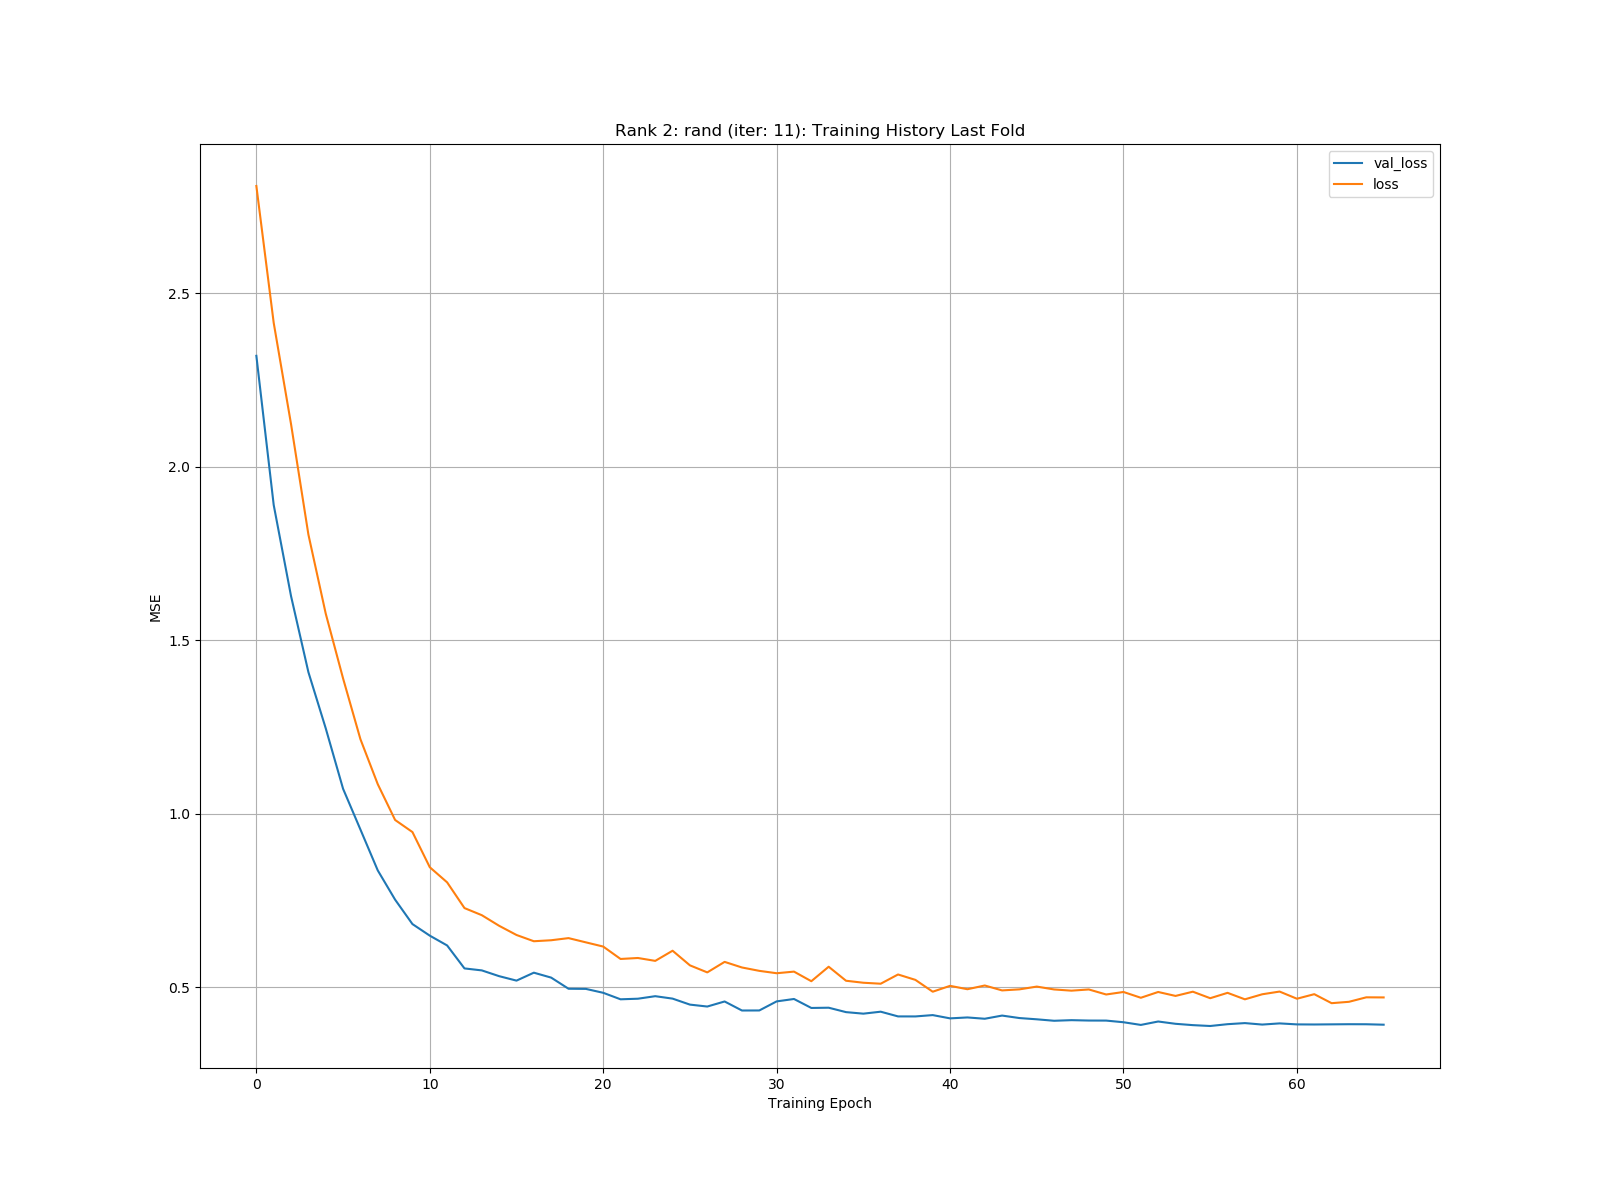 Rank 2: rand (iter: 11): Training History Last Fold
val_loss
loss
MSE
2.5
2.0
1.5
1.0
0.5
0 10 20 30 40 50 60
Training Epoch